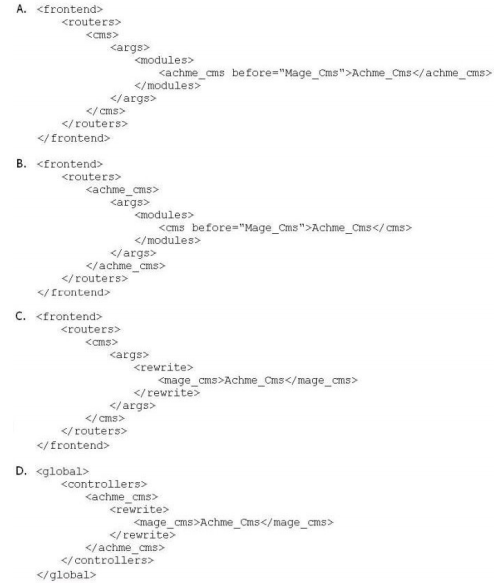 A. <frontend>
<routers>
<cms>
<args>
<modules>
<achme_cms before="Mage_Cms">Achme_Cms</achme_cms>
</modules>
</args>
</cms>
</routers>
</frontend>
B. <frontend>
<routers>
<achme_cms>
<args>
<modules>
<cms before="Mage_Cms">Achme_Cms</cms>
</modules>
</args>
</achme_cms>
</routers>
</frontend>
C. <frontend>
<routers>
<cms>
<args>
<rewrite>
<mage_cms>Achme_Cms</mage_cms>
</rewrite>
</args>
</cms>
</routers>
</frontend>
D. <global>
<controllers>
<achme_cms>
<rewrite>
<mage_cms>Achme_Cms</mage_cms>
</rewrite>
</achme_cms>
</controllers>
</global>